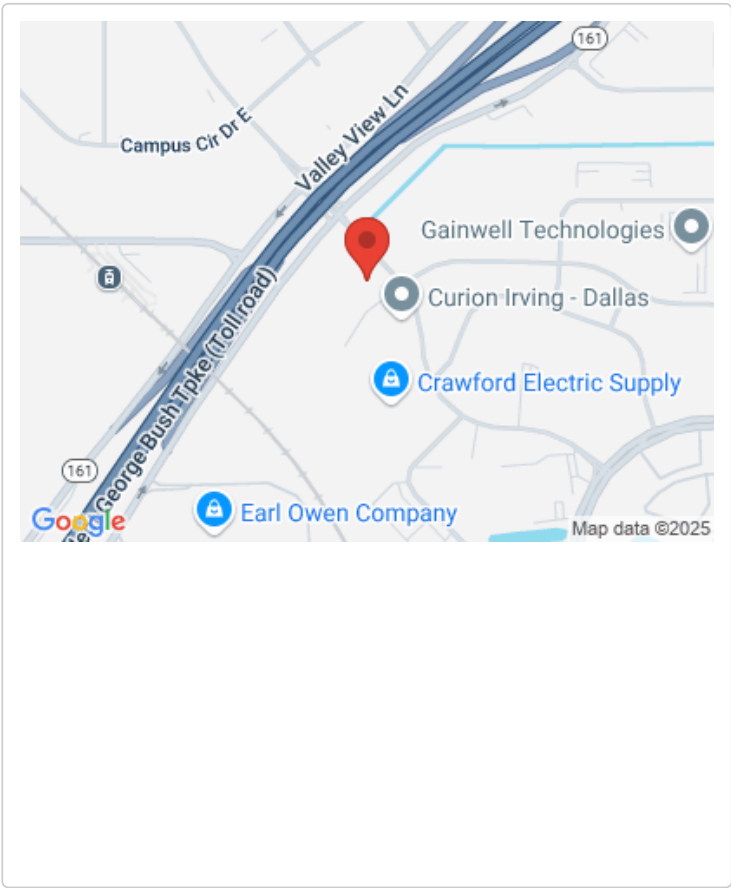 161
Valley View Ln
Campus Cir Dr E
Gainwell Technologies
Curion Irving - Dallas
George Bush Tpke (Toll road)
Crawford Electric Supply
161
Earl Owen Company
Google
Map data ©2025